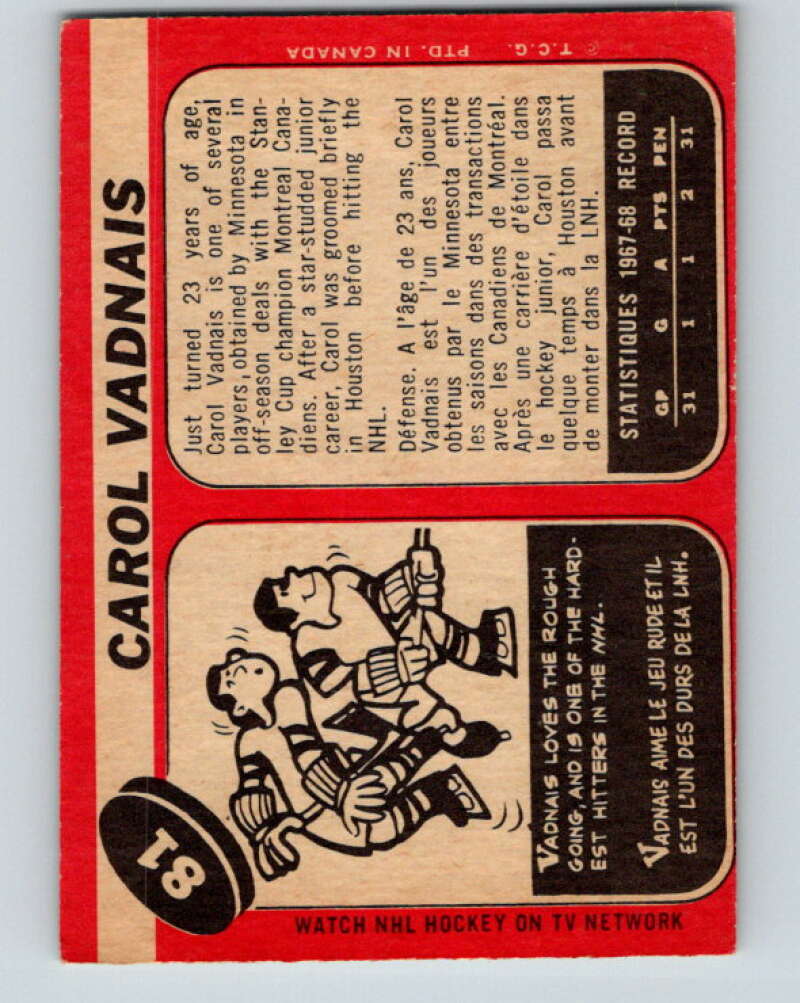 CAROL VADNAIS
81
Just turned 23 years of age,
Carol Vadnais is one of several
players obtained by Minnesota in
off-season deals with the Stan-
ley Cup champion Montreal Cana-
diens. After a star-studded junior
career, Carol was groomed briefly
in Houston before hitting the
NHL.
Défense. A l'âge de 23 ans, Carol
Vadnais est l'un des joueurs
obtenus par le Minnesota entre
les saisons dans des transactions
avec les Canadiens de Montréal.
Après une carrière d'étoile dans
le hockey junior, Carol passa
quelque temps à Houston avant
de monter dans la LNH.
STATISTIQUES 1967-68 RECORD
GP G A PTS PEN
31 1 1 2 31
VADNAIS LOVES THE ROUGH
GOING, AND IS ONE OF THE HARD-
EST HITTERS IN THE NHL.
VADNAIS AIME LE JEU RUDE ET IL
EST L'UN DES DURS DE LA LNH.
WATCH NHL HOCKEY ON TV NETWORK
© T.C.G. PTD. IN CANADA